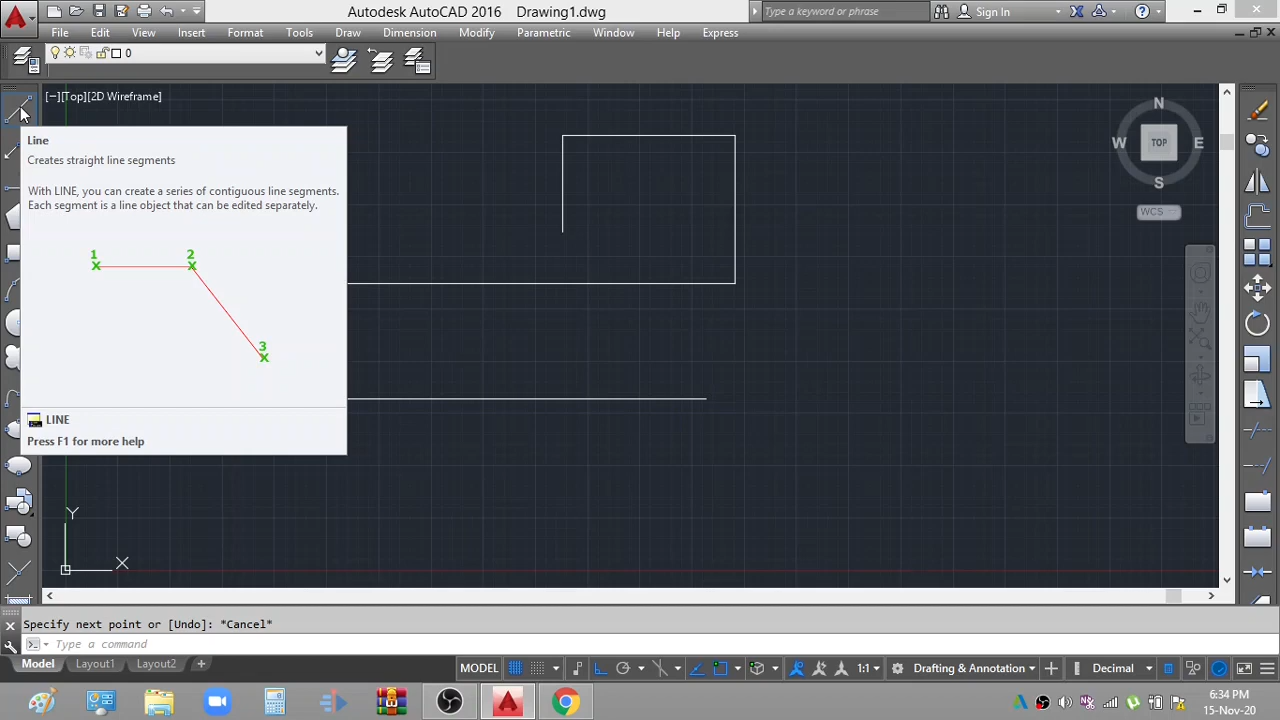 Autodesk AutoCAD 2016 Drawing1.dwg
Type a keyword or phrase
Sign In
File Edit View Insert Format Tools Draw Dimension Modify Parametric Window Help Express
0
[−][Top][2D Wireframe]
Line
Creates straight line segments
With LINE, you can create a series of contiguous line segments.
Each segment is a line object that can be edited separately.
1
2
3
LINE
Press F1 for more help
N
W TOP E
S
WCS
Y
X
Specify next point or [Undo]: *Cancel*
Type a command
Model Layout1 Layout2 +
MODEL
1:1
Drafting & Annotation
Decimal
6:34 PM
15-Nov-20